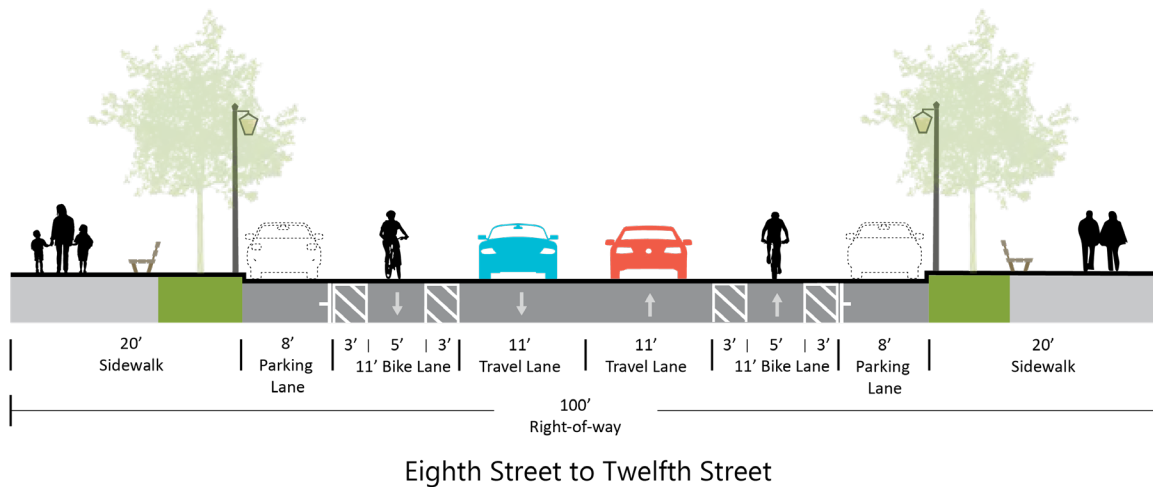 20’ 8’ 3’ | 5’ | 3’ 11’ 11’ 3’ | 5’ | 3’ 8’ 20’
Sidewalk Parking 11’ Bike Lane Travel Lane Travel Lane 11’ Bike Lane Parking Sidewalk
Lane Lane
100’
Right-of-way
Eighth Street to Twelfth Street